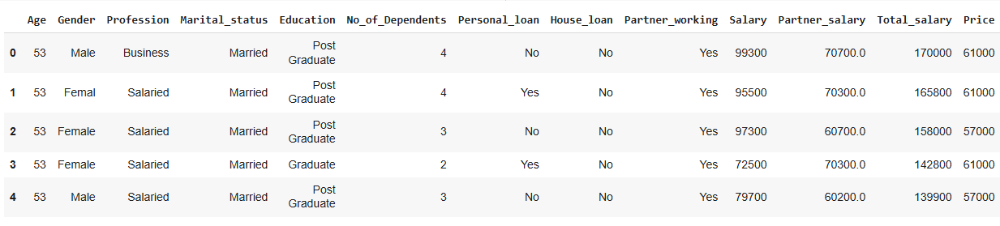 Age Gender Profession Marital_status Education No_of_Dependents Personal_loan House_loan Partner_working Salary Partner_salary Total_salary Price
0 53 Male Business Married Post Graduate 4 No No Yes 99300 70700.0 170000 61000
1 53 Femal Salaried Married Post Graduate 4 Yes No Yes 95500 70300.0 165800 61000
2 53 Female Salaried Married Post Graduate 3 No No Yes 97300 60700.0 158000 57000
3 53 Female Salaried Married Graduate 2 Yes No Yes 72500 70300.0 142800 61000
4 53 Male Salaried Married Post Graduate 3 No No Yes 79700 60200.0 139900 57000